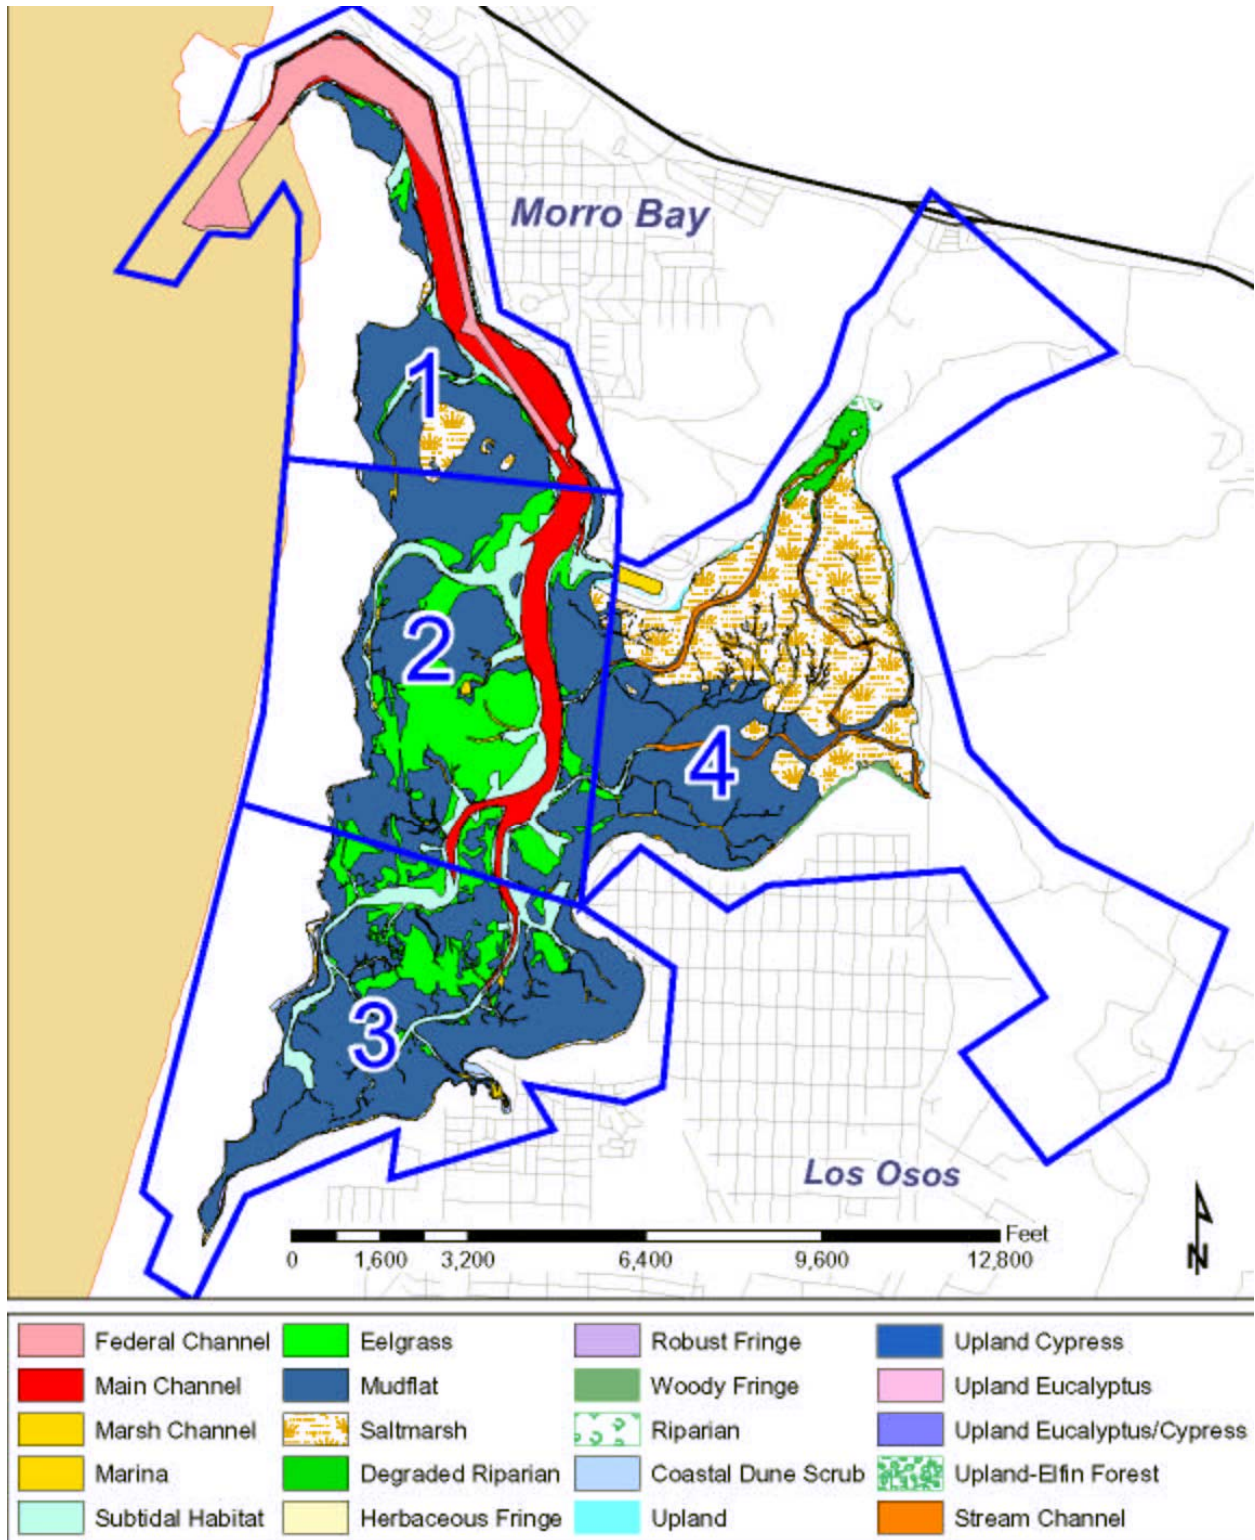 Morro Bay
1
2
4
3
Los Osos
N
Feet
0 1,600 3,200 6,400 9,600 12,800
Federal Channel Eelgrass Robust Fringe Upland Cypress
Main Channel Mudflat Woody Fringe Upland Eucalyptus
Marsh Channel Saltmarsh Riparian Upland Eucalyptus/Cypress
Marina Degraded Riparian Coastal Dune Scrub Upland-Elfin Forest
Subtidal Habitat Herbaceous Fringe Upland Stream Channel